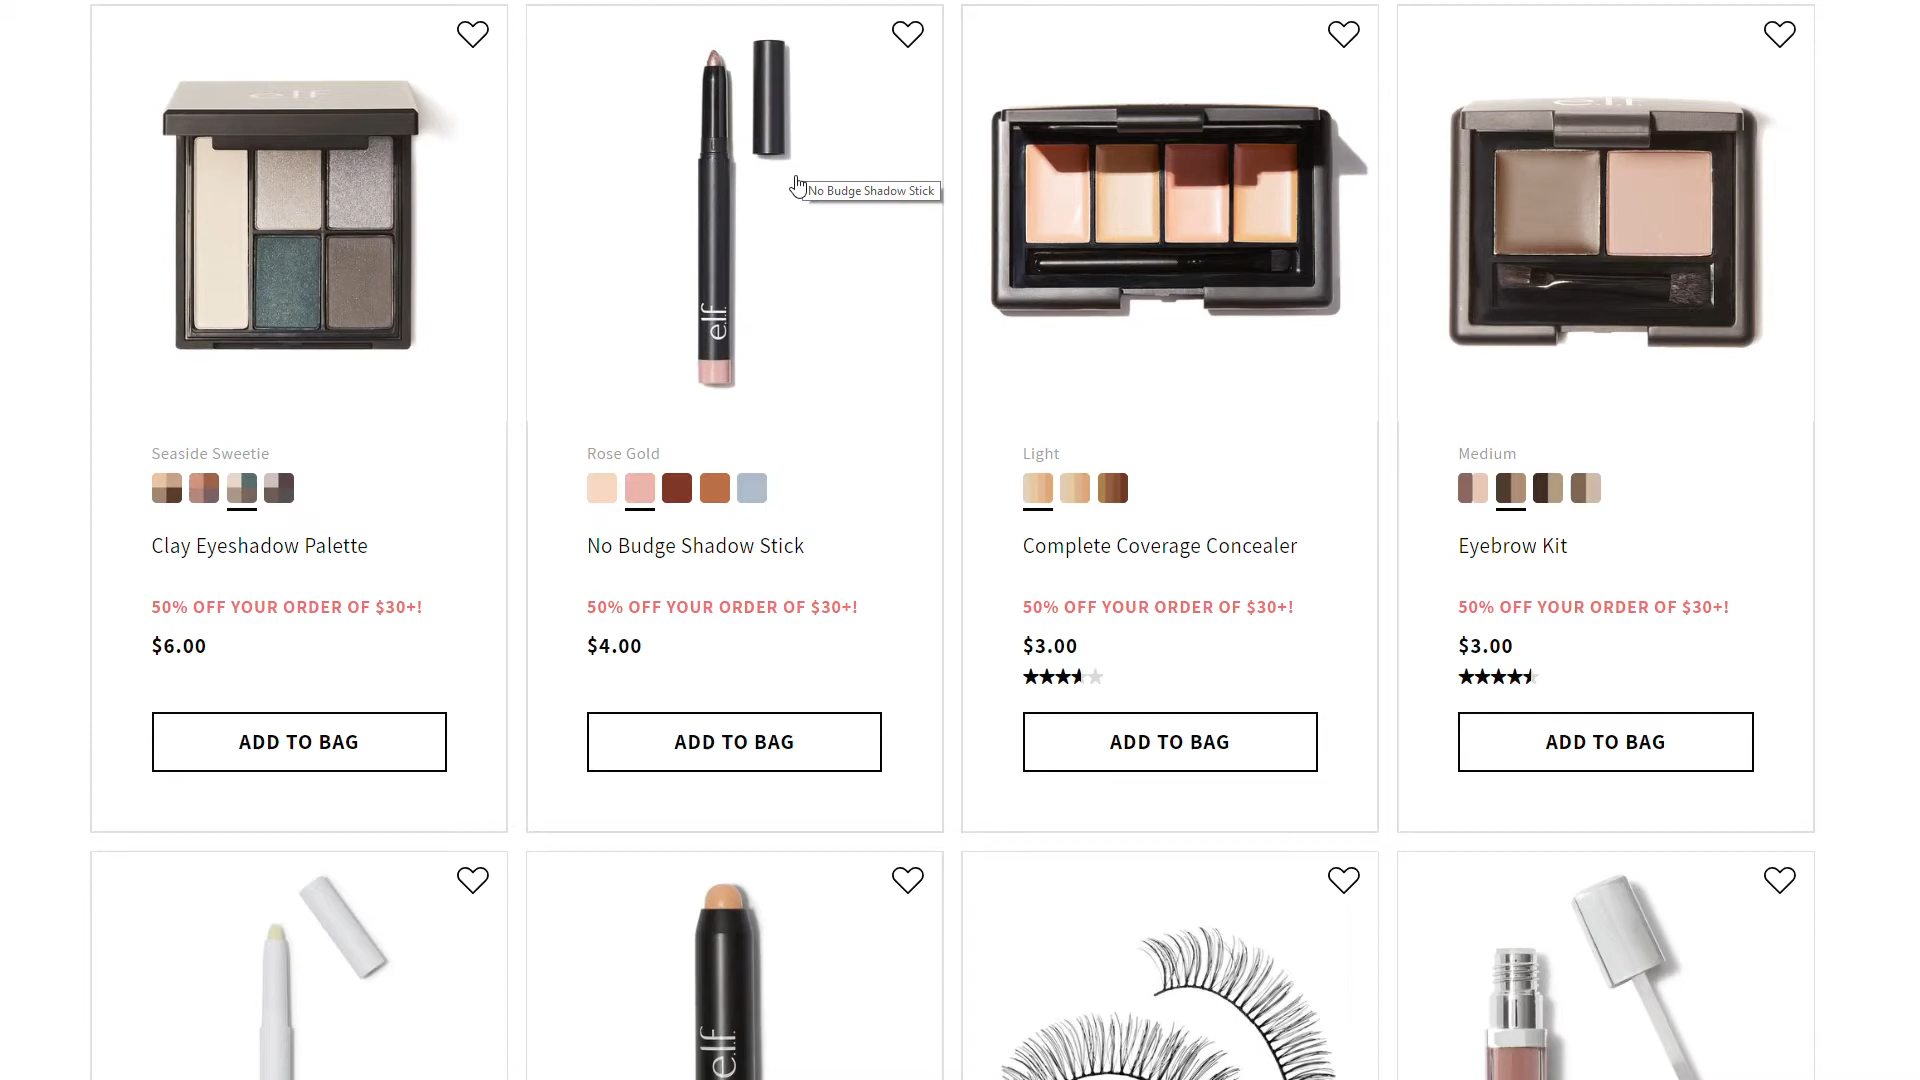 e.l.f.
e.l.f.
e.l.f.
No Budge Shadow Stick
Seaside Sweetie
Rose Gold
Light
Medium
Clay Eyeshadow Palette
No Budge Shadow Stick
Complete Coverage Concealer
Eyebrow Kit
50% OFF YOUR ORDER OF $30+!
50% OFF YOUR ORDER OF $30+!
50% OFF YOUR ORDER OF $30+!
50% OFF YOUR ORDER OF $30+!
$6.00
$4.00
$3.00
$3.00
ADD TO BAG
ADD TO BAG
ADD TO BAG
ADD TO BAG
e.l.f.